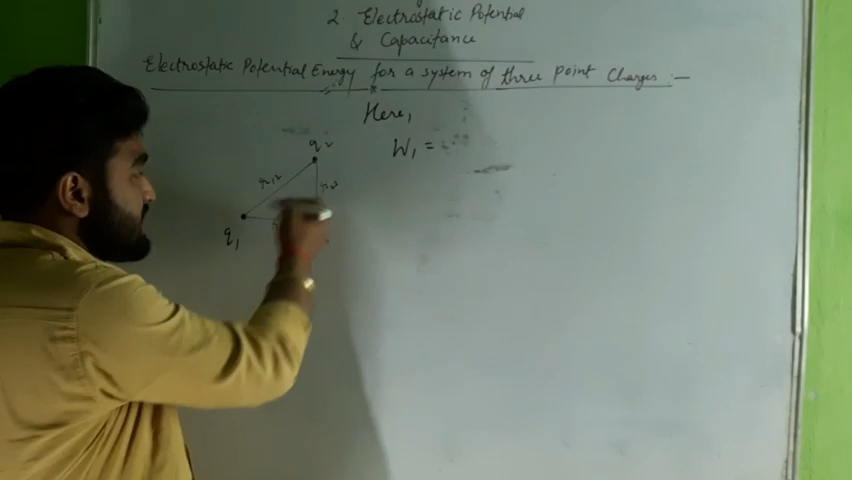 2 Electrostatic Potential
& Capacitance
Electrostatic Potential Energy for a system of three Point Charges :-
Here,
q2
W1 =
r12
r23
q1